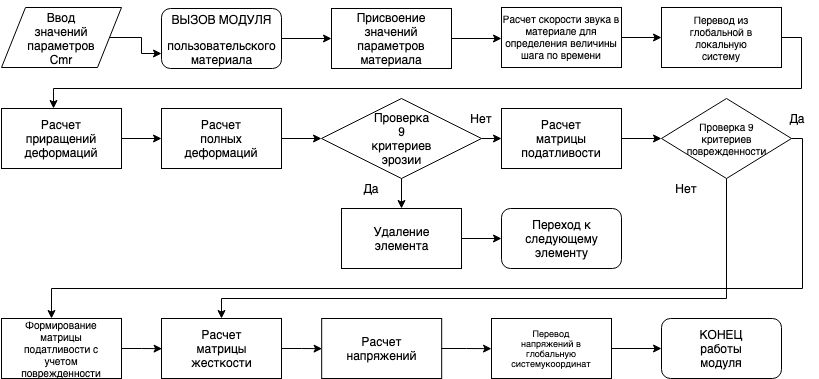 Ввод
значений
параметров
Cmr
ВЫЗОВ МОДУЛЯ
пользовательского
материала
Присвоение
значений
параметров
материала
Расчет скорости звука в
материале для
определения величины
шага по времени
Перевод из
глобальной в
локальную
систему
Расчет
приращений
деформаций
Расчет
полных
деформаций
Проверка
9
критериев
эрозии
Нет
Да
Расчет
матрицы
податливости
Проверка 9
критериев
поврежденности
Да
Нет
Удаление
элемента
Переход к
следующему
элементу
Формирование
матрицы
податливости с
учетом
поврежденности
Расчет
матрицы
жесткости
Расчет
напряжений
Перевод
напряжений в
глобальную
системукоординат
КОНЕЦ
работы
модуля